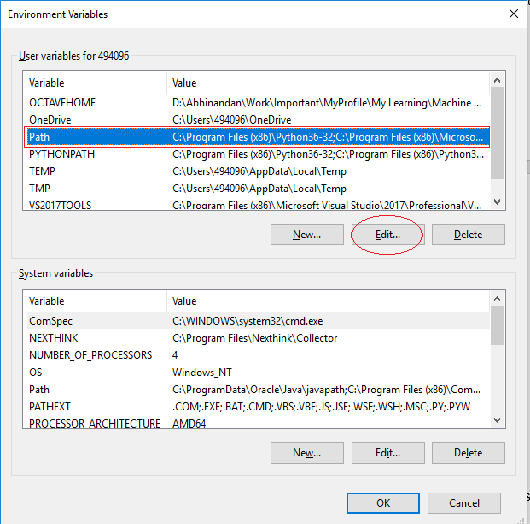 Environment Variables
User variables for 494096
Variable Value
OCTAVEHOME D:\Abhinandan\Work\Important\MyProfile\My Learning\Machine ...
OneDrive C:\Users\494096\OneDrive
Path C:\Program Files (x86)\Python36-32;C:\Program Files (x86)\Microso...
PYTHONPATH C:\Program Files (x86)\Python36-32;C:\Program Files (x86)\Python3...
TEMP C:\Users\494096\AppData\Local\Temp
TMP C:\Users\494096\AppData\Local\Temp
VS2017TOOLS C:\Program Files (x86)\Microsoft Visual Studio\2017\Professional\V...
New... Edit... Delete
System variables
Variable Value
ComSpec C:\WINDOWS\system32\cmd.exe
NEXTHINK C:\Program Files\Nexthink\Collector
NUMBER_OF_PROCESSORS 4
OS Windows_NT
Path C:\ProgramData\Oracle\Java\javapath;C:\Program Files (x86)\Com...
PATHEXT .COM;.EXE;.BAT;.CMD;.VBS;.VBE;.JS;.JSE;.WSF;.WSH;.MSC;.PY;.PYW
PROCESSOR_ARCHITECTURE AMD64
New... Edit... Delete
OK Cancel